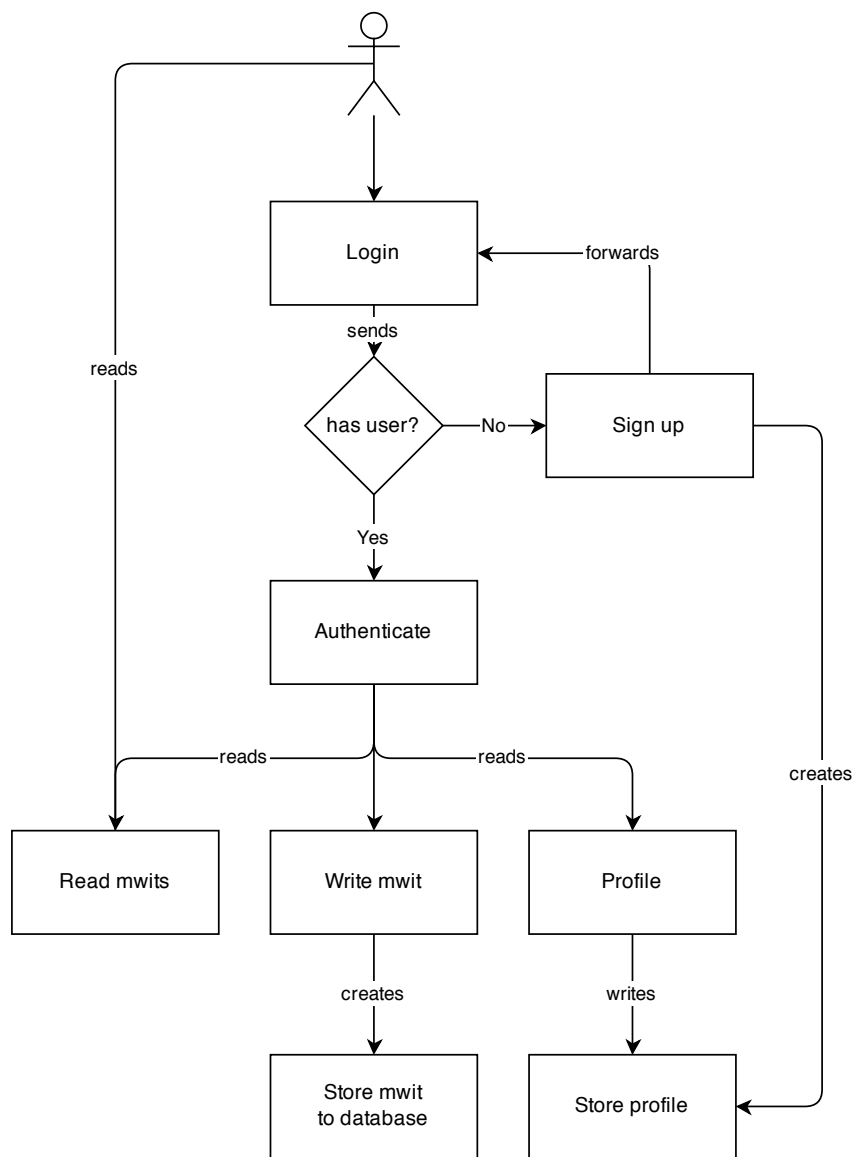 Login
forwards
sends
reads
has user?
No
Sign up
Yes
Authenticate
reads
reads
creates
Read mwits
Write mwit
Profile
creates
writes
Store mwit
to database
Store profile